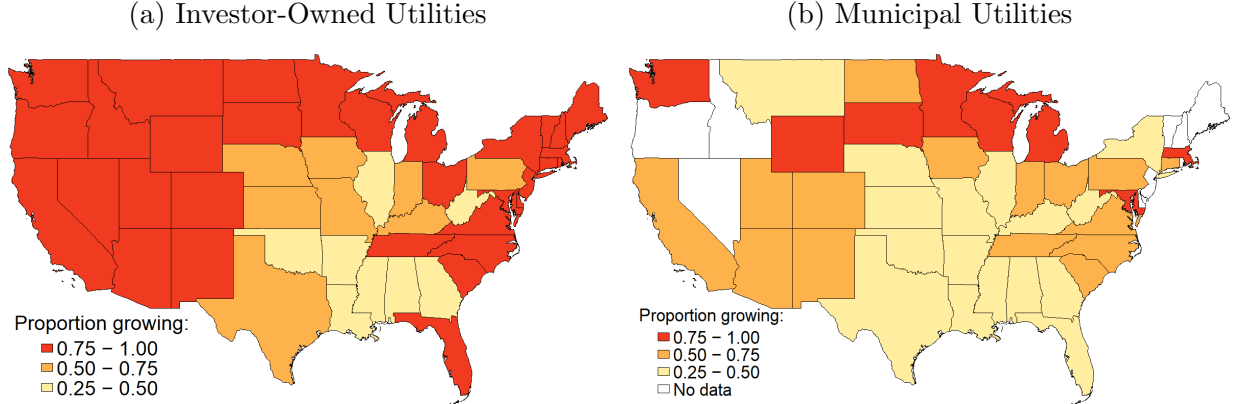 (a) Investor-Owned Utilities
(b) Municipal Utilities
Proportion growing:
0.75 − 1.00
0.50 − 0.75
0.25 − 0.50
Proportion growing:
0.75 − 1.00
0.50 − 0.75
0.25 − 0.50
No data